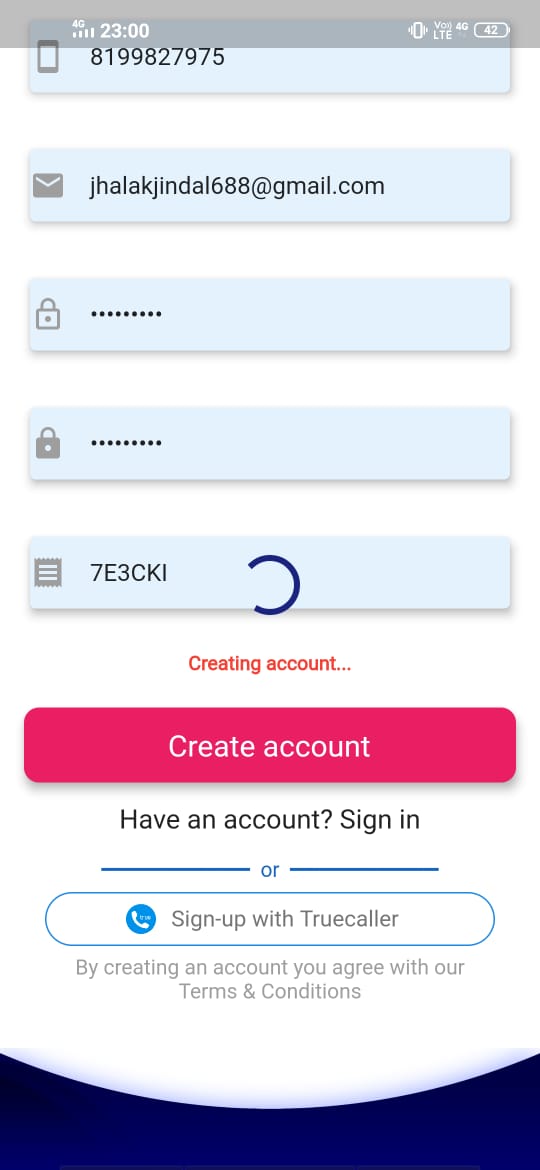 4G 23:00 Vo) LTE 4G 42
8199827975
jhalakjindal688@gmail.com
•••••••••
•••••••••
7E3CKI
Creating account...
Create account
Have an account? Sign in
or
true Sign-up with Truecaller
By creating an account you agree with our
Terms & Conditions